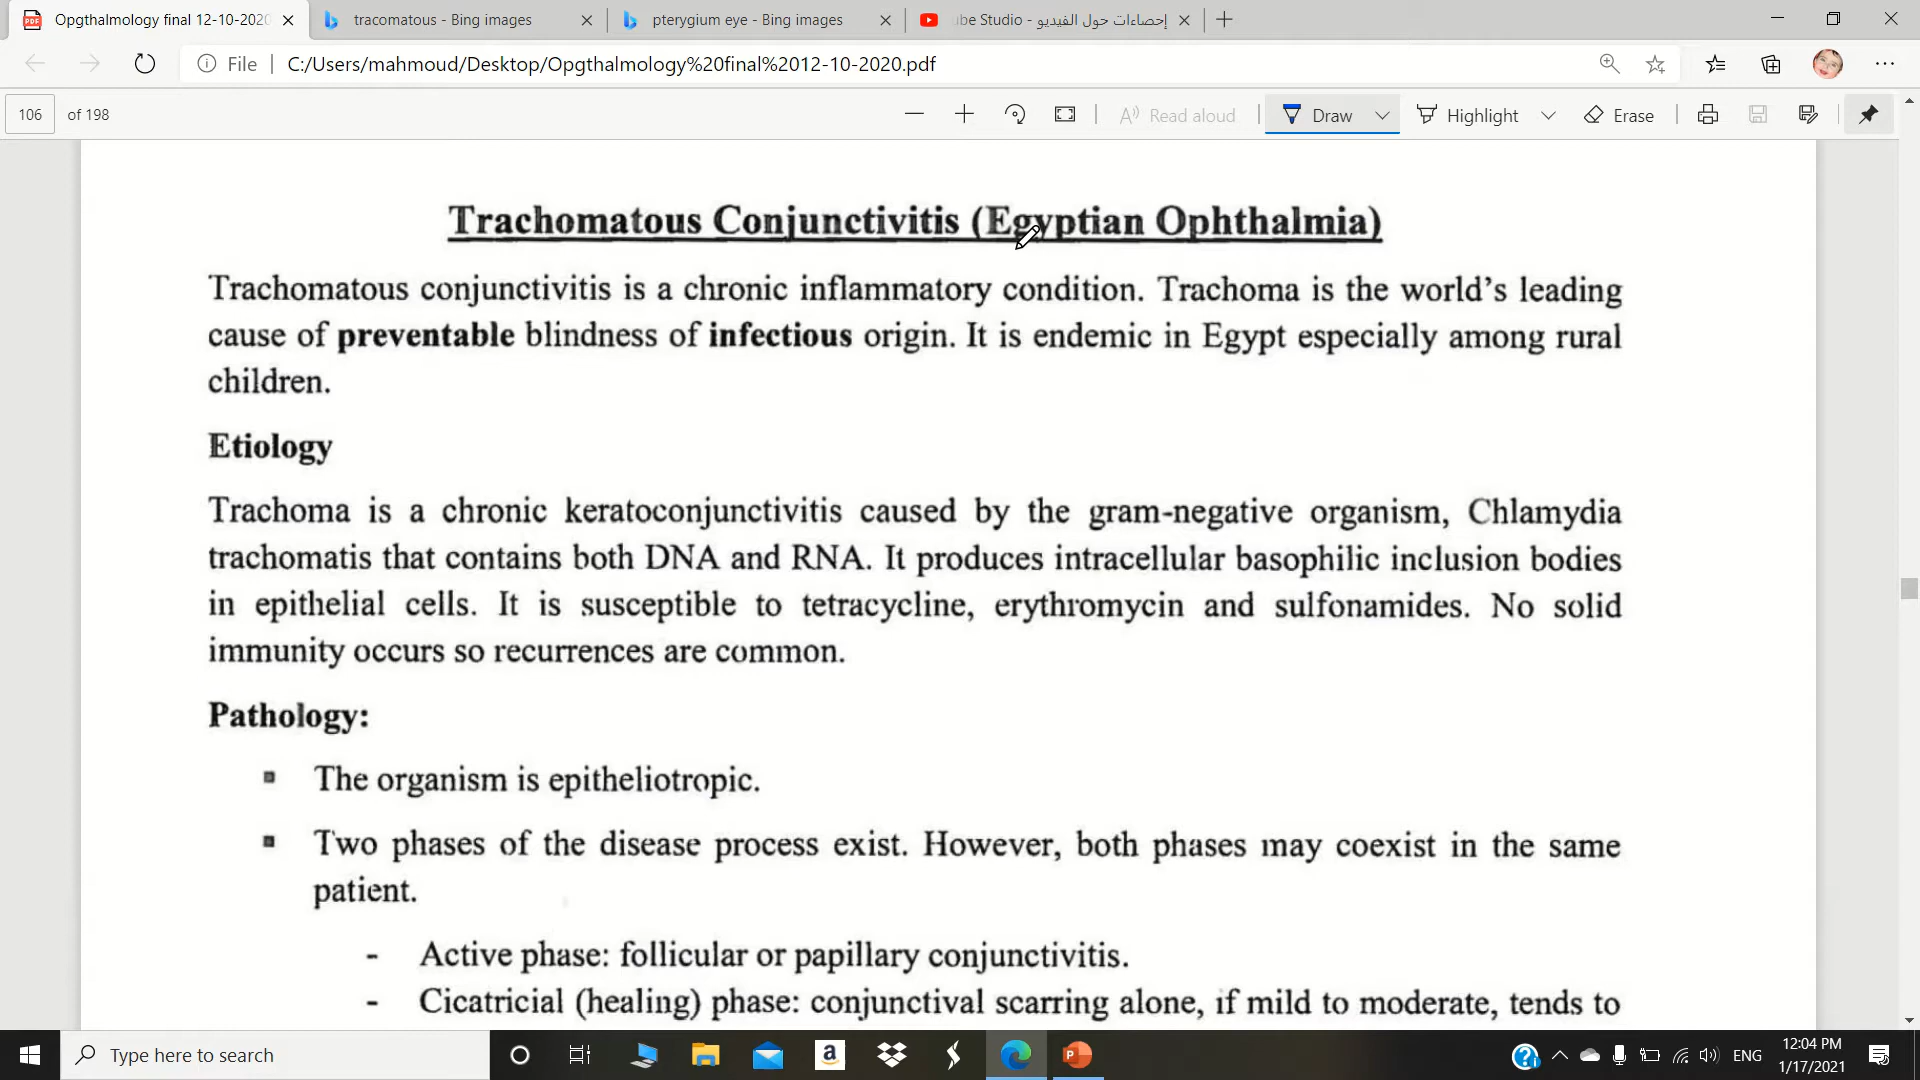 Opgthalmology final 12-10-2020
tracomatous - Bing images
pterygium eye - Bing images
إحصاءات حول الفيديو - ube Studio
File
C:/Users/mahmoud/Desktop/Opgthalmology%20final%2012-10-2020.pdf
106 of 198
Read aloud
Draw
Highlight
Erase
Trachomatous Conjunctivitis (Egyptian Ophthalmia)
Trachomatous conjunctivitis is a chronic inflammatory condition. Trachoma is the world's leading
cause of preventable blindness of infectious origin. It is endemic in Egypt especially among rural
children.
Etiology
Trachoma is a chronic keratoconjunctivitis caused by the gram-negative organism, Chlamydia
trachomatis that contains both DNA and RNA. It produces intracellular basophilic inclusion bodies
in epithelial cells. It is susceptible to tetracycline, erythromycin and sulfonamides. No solid
immunity occurs so recurrences are common.
Pathology:
▪ The organism is epitheliotropic.
▪ Two phases of the disease process exist. However, both phases may coexist in the same
patient.
- Active phase: follicular or papillary conjunctivitis.
- Cicatricial (healing) phase: conjunctival scarring alone, if mild to moderate, tends to
Type here to search
ENG
12:04 PM
1/17/2021